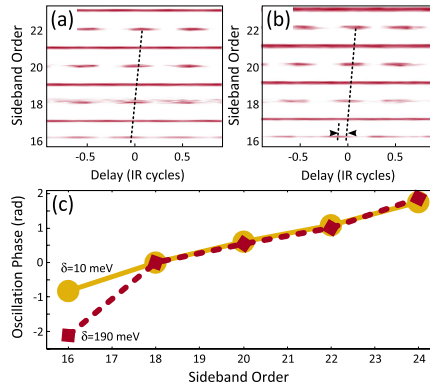 (a)
(b)
Sideband Order
22
20
18
16
-0.5
0
0.5
Delay (IR cycles)
Sideband Order
22
20
18
16
-0.5
0
0.5
Delay (IR cycles)
(c)
Oscillation Phase (rad)
2
1
0
-1
-2
δ=10 meV
δ=190 meV
16
17
18
19
20
21
22
23
24
Sideband Order